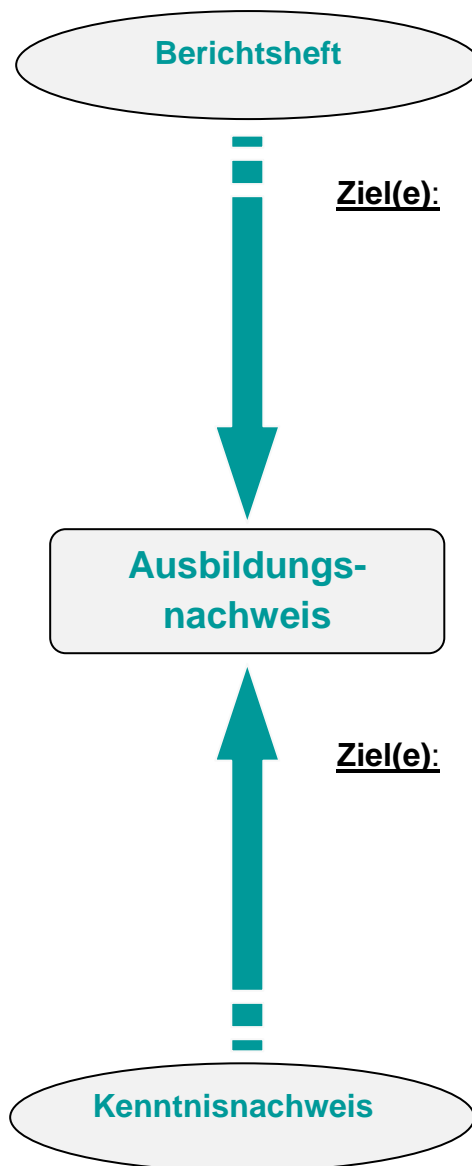 Berichtsheft
Ziel(e):
Ausbildungs-
nachweis
Ziel(e):
Kenntnisnachweis